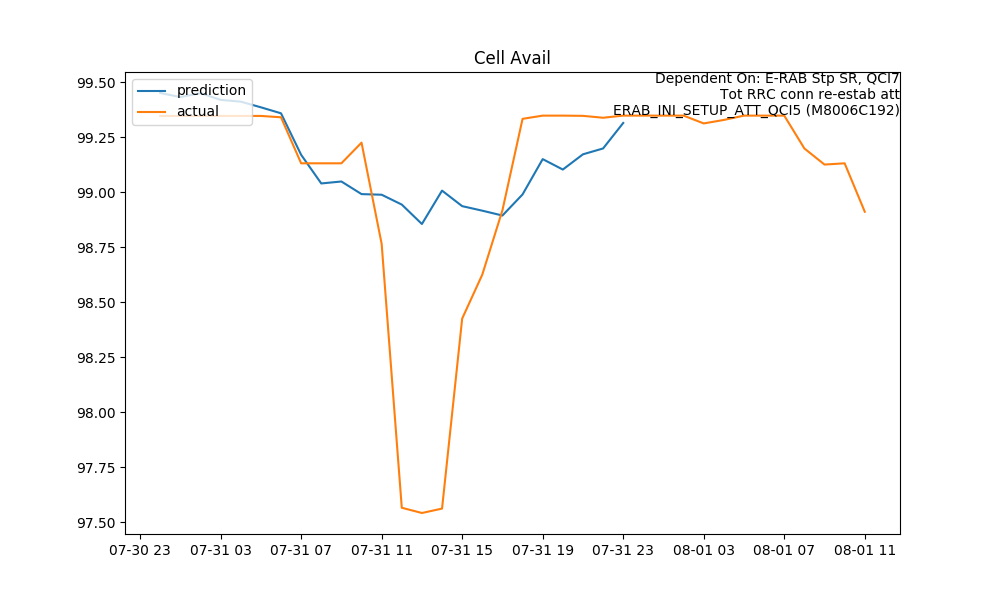 Cell Avail
Dependent On: E-RAB Stp SR, QCI7
Tot RRC conn re-estab att
ERAB_INI_SETUP_ATT_QCI5 (M8006C192)
prediction
actual
99.50
99.25
99.00
98.75
98.50
98.25
98.00
97.75
97.50
07-30 23 07-31 03 07-31 07 07-31 11 07-31 15 07-31 19 07-31 23 08-01 03 08-01 07 08-01 11